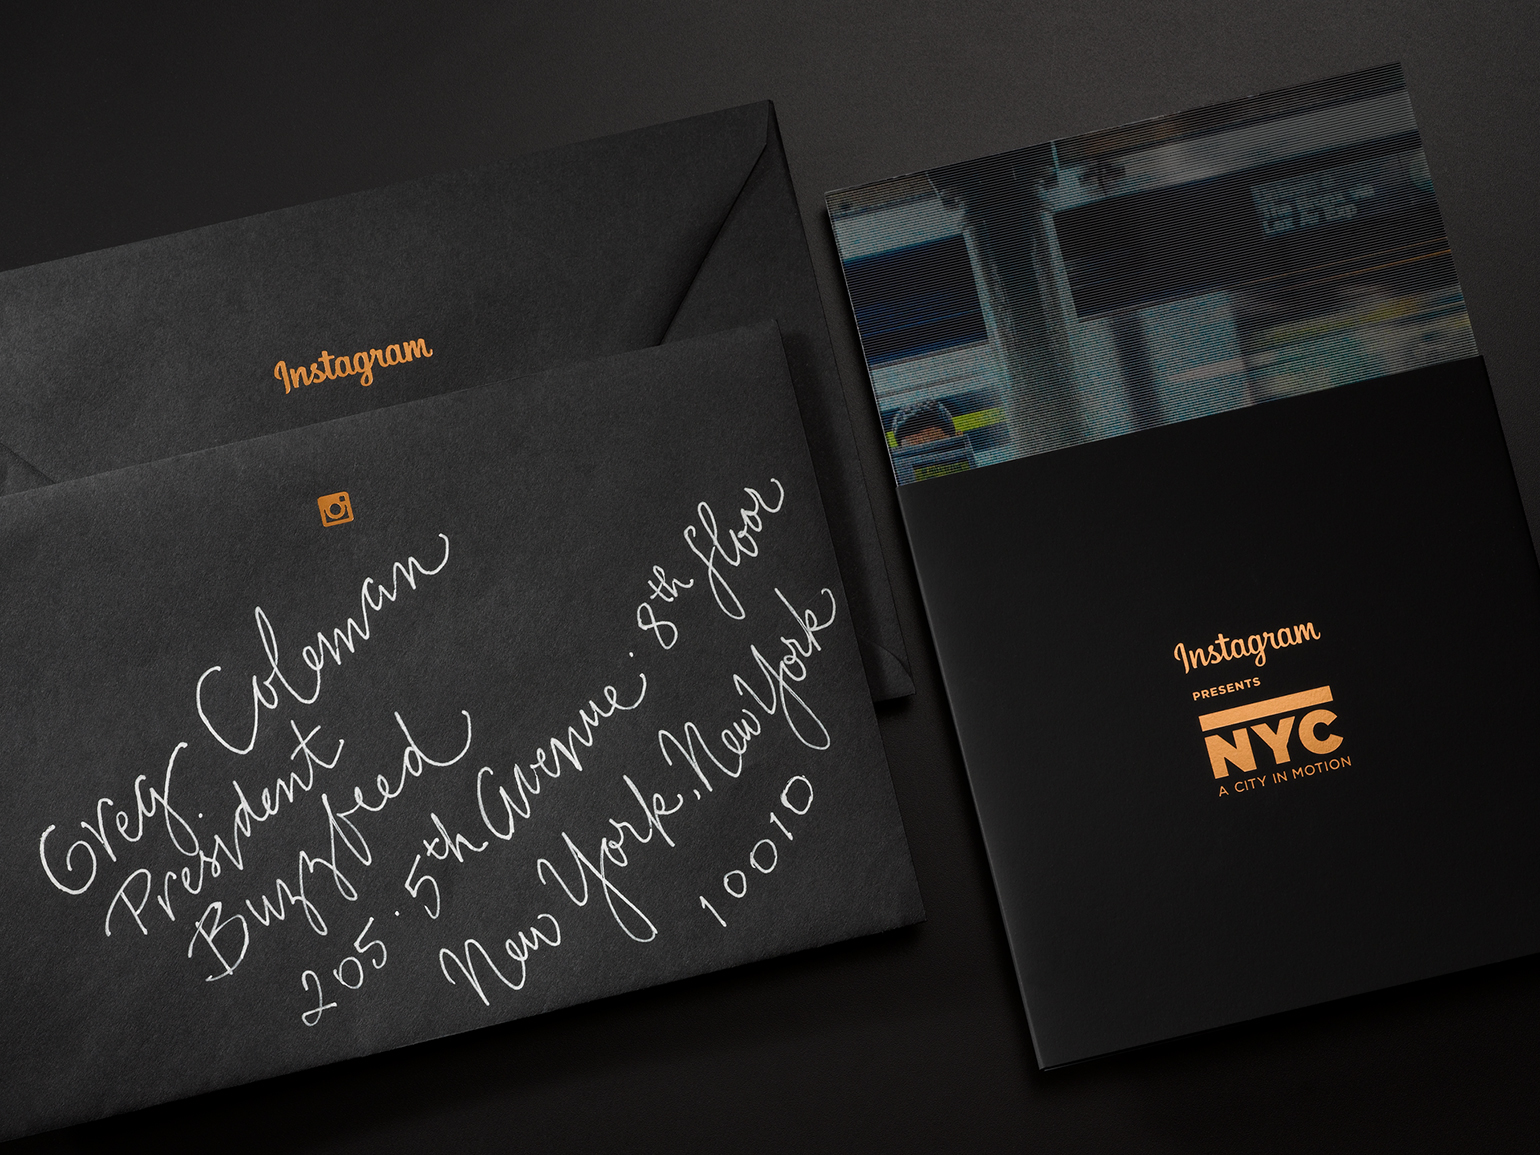 Instagram
Greg Coleman
President
Buzzfeed
205 · 5th Avenue · 8th floor
New York, New York
10010
Instagram
PRESENTS
NYC
A CITY IN MOTION